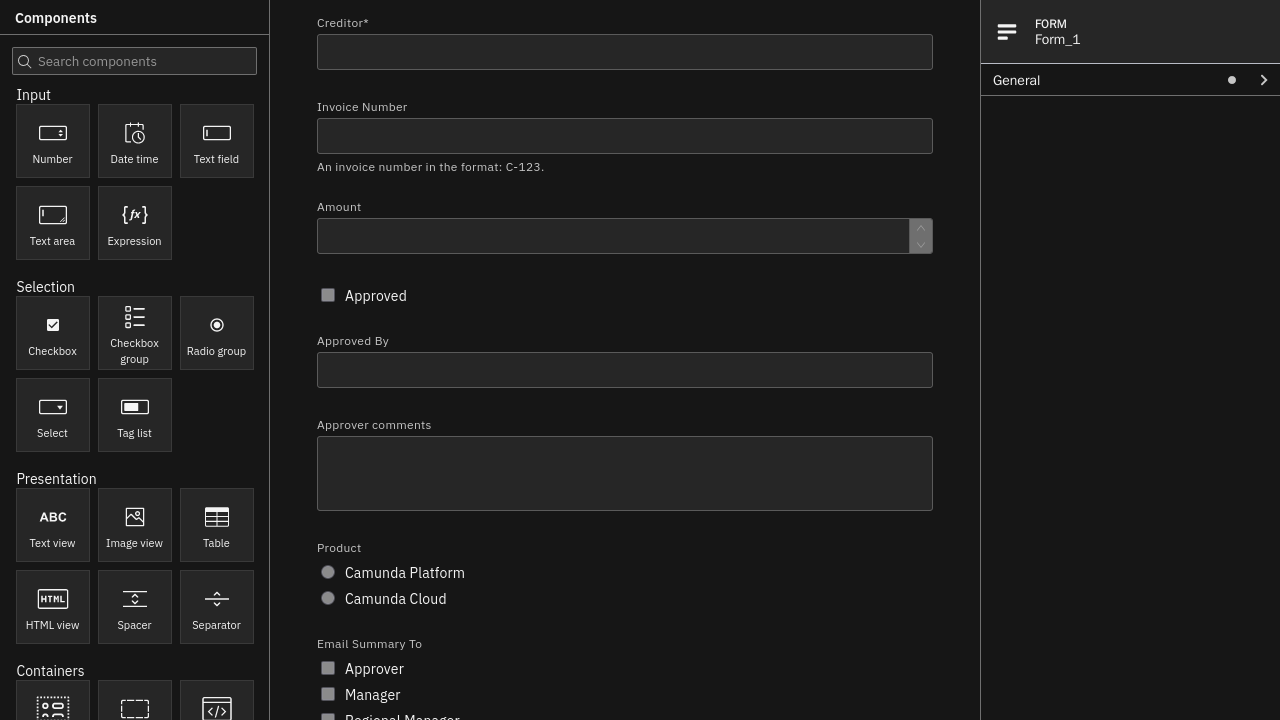 Components
Search components
Input
Number
Date time
Text field
Text area
Expression
Selection
Checkbox
Checkbox
group
Radio group
Select
Tag list
Presentation
ABC
Text view
Image view
Table
HTML
HTML view
Spacer
Separator
Containers
Creditor*
Invoice Number
An invoice number in the format: C-123.
Amount
Approved
Approved By
Approver comments
Product
Camunda Platform
Camunda Cloud
Email Summary To
Approver
Manager
Regional Manager
FORM
Form_1
General